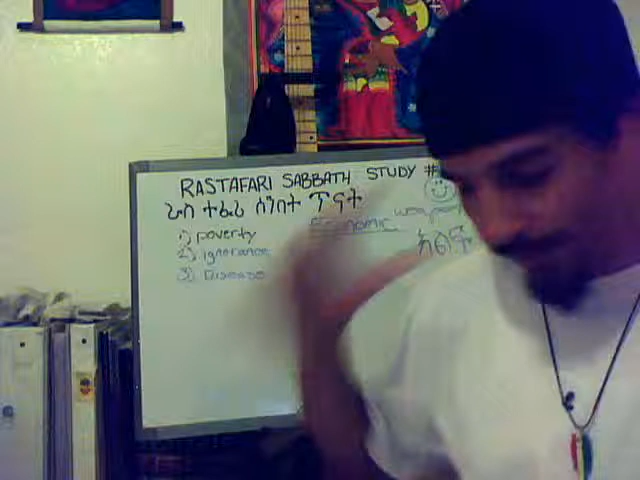 RASTAFARI SABBATH STUDY #
ራስ ተፈሪ ሰንበት ጥናት
Economic
1) poverty
2) ignorance
3) Disease